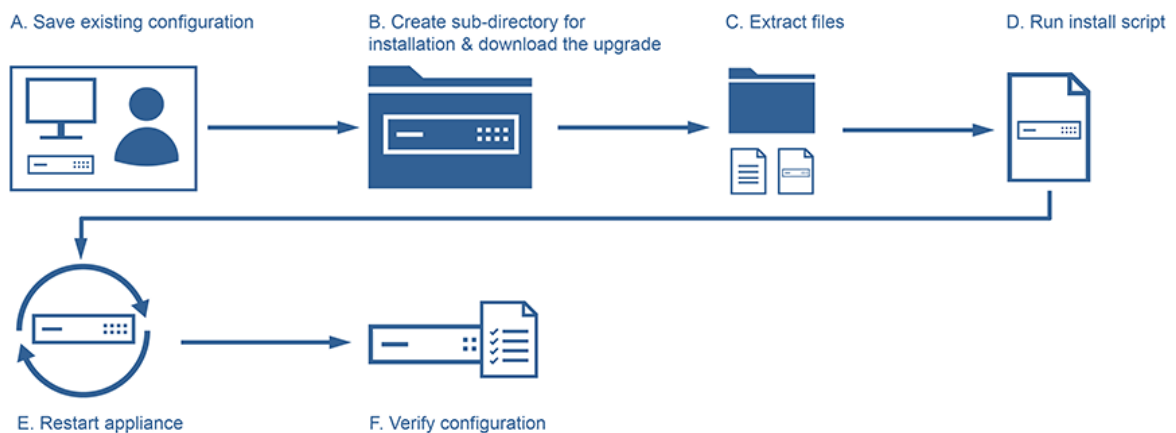 A. Save existing configuration
B. Create sub-directory for
installation & download the upgrade
C. Extract files
D. Run install script
E. Restart appliance
F. Verify configuration